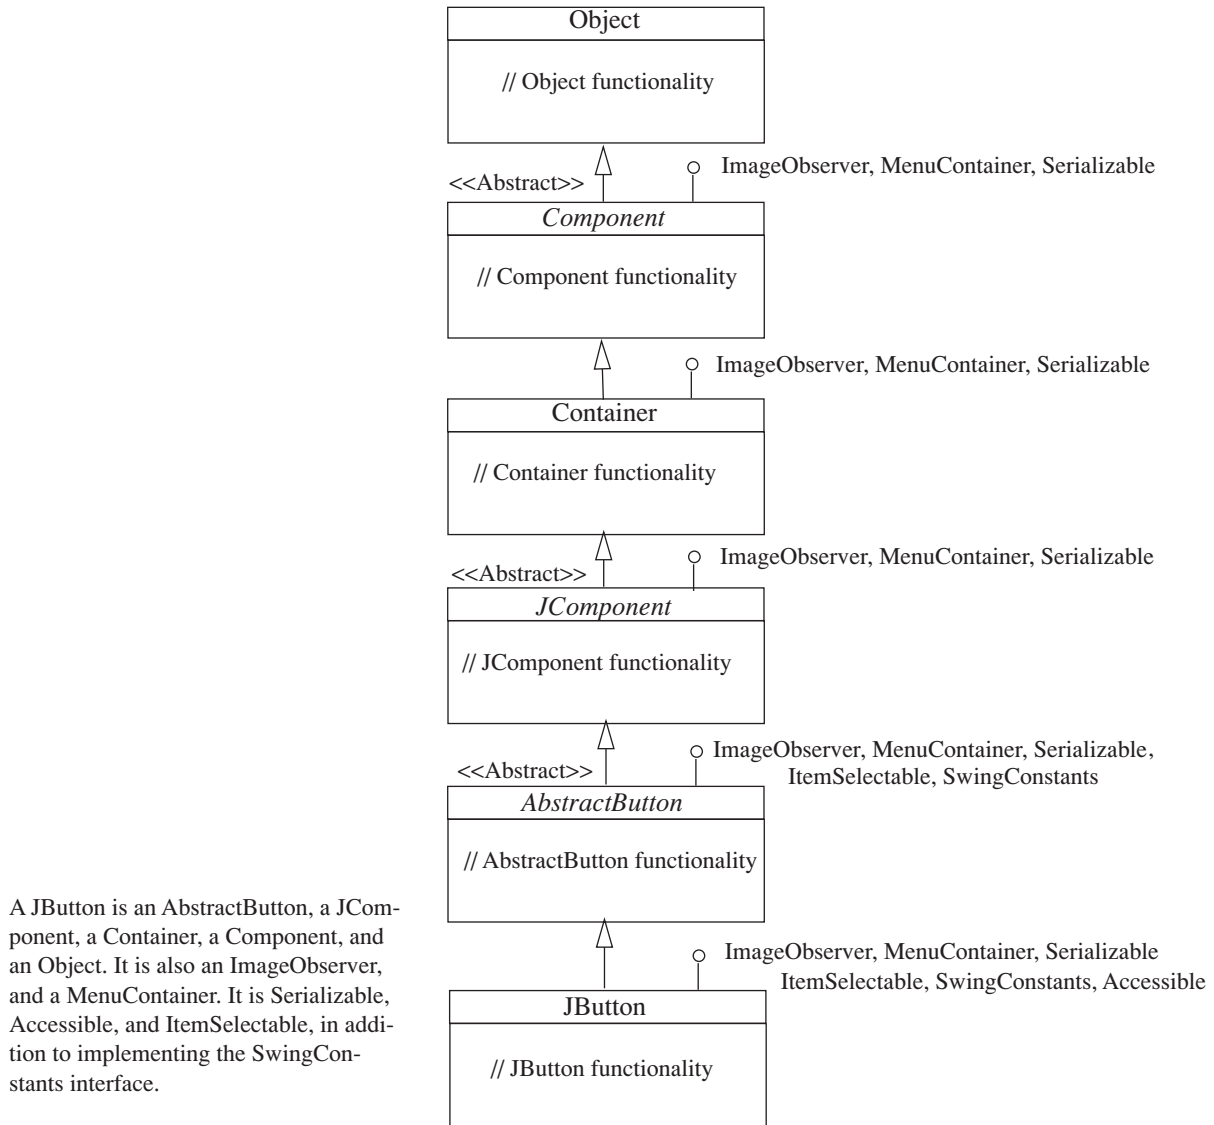 Object
// Object functionality
ImageObserver, MenuContainer, Serializable
<<Abstract>>
Component
// Component functionality
ImageObserver, MenuContainer, Serializable
Container
// Container functionality
ImageObserver, MenuContainer, Serializable
<<Abstract>>
JComponent
// JComponent functionality
ImageObserver, MenuContainer, Serializable,
ItemSelectable, SwingConstants
<<Abstract>>
AbstractButton
// AbstractButton functionality
A JButton is an AbstractButton, a JCom-
ponent, a Container, a Component, and
an Object. It is also an ImageObserver,
and a MenuContainer. It is Serializable,
Accessible, and ItemSelectable, in addi-
tion to implementing the SwingCon-
stants interface.
ImageObserver, MenuContainer, Serializable
ItemSelectable, SwingConstants, Accessible
JButton
// JButton functionality